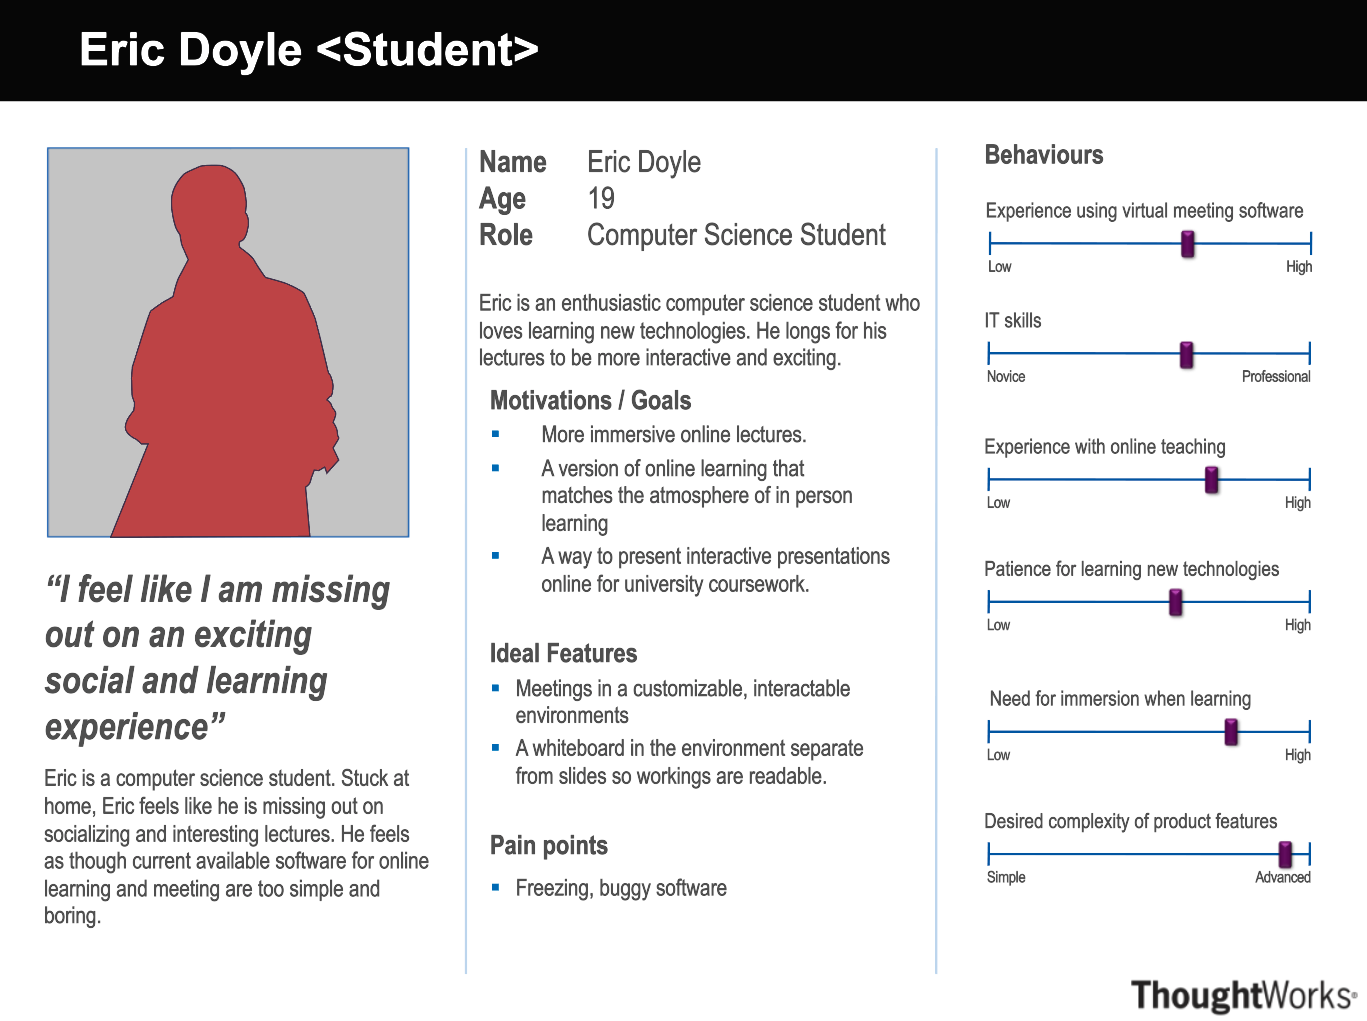 Eric Doyle <Student>
“I feel like I am missing
out on an exciting
social and learning
experience”
Eric is a computer science student. Stuck at
home, Eric feels like he is missing out on
socializing and interesting lectures. He feels
as though current available software for online
learning and meeting are too simple and
boring.
Name Eric Doyle
Age 19
Role Computer Science Student
Eric is an enthusiastic computer science student who
loves learning new technologies. He longs for his
lectures to be more interactive and exciting.
Motivations / Goals
▪ More immersive online lectures.
▪ A version of online learning that
matches the atmosphere of in person
learning
▪ A way to present interactive presentations
online for university coursework.
Ideal Features
▪ Meetings in a customizable, interactable
environments
▪ A whiteboard in the environment separate
from slides so workings are readable.
Pain points
▪ Freezing, buggy software
Behaviours
Experience using virtual meeting software
Low High
IT skills
Novice Professional
Experience with online teaching
Low High
Patience for learning new technologies
Low High
Need for immersion when learning
Low High
Desired complexity of product features
Simple Advanced
ThoughtWorks®